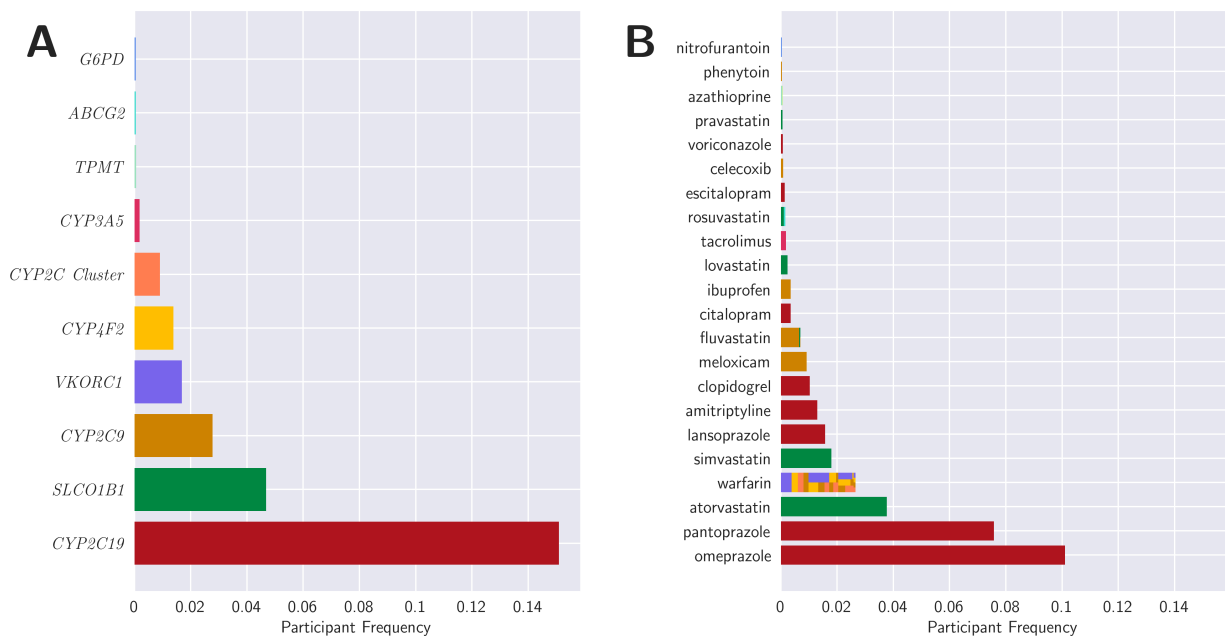 A
G6PD
ABCG2
TPMT
CYP3A5
CYP2C Cluster
CYP4F2
VKORC1
CYP2C9
SLCO1B1
CYP2C19
0 0.02 0.04 0.06 0.08 0.1 0.12 0.14
Participant Frequency
B
nitrofurantoin
phenytoin
azathioprine
pravastatin
voriconazole
celecoxib
escitalopram
rosuvastatin
tacrolimus
lovastatin
ibuprofen
citalopram
fluvastatin
meloxicam
clopidogrel
amitriptyline
lansoprazole
simvastatin
warfarin
atorvastatin
pantoprazole
omeprazole
0 0.02 0.04 0.06 0.08 0.1 0.12 0.14
Participant Frequency